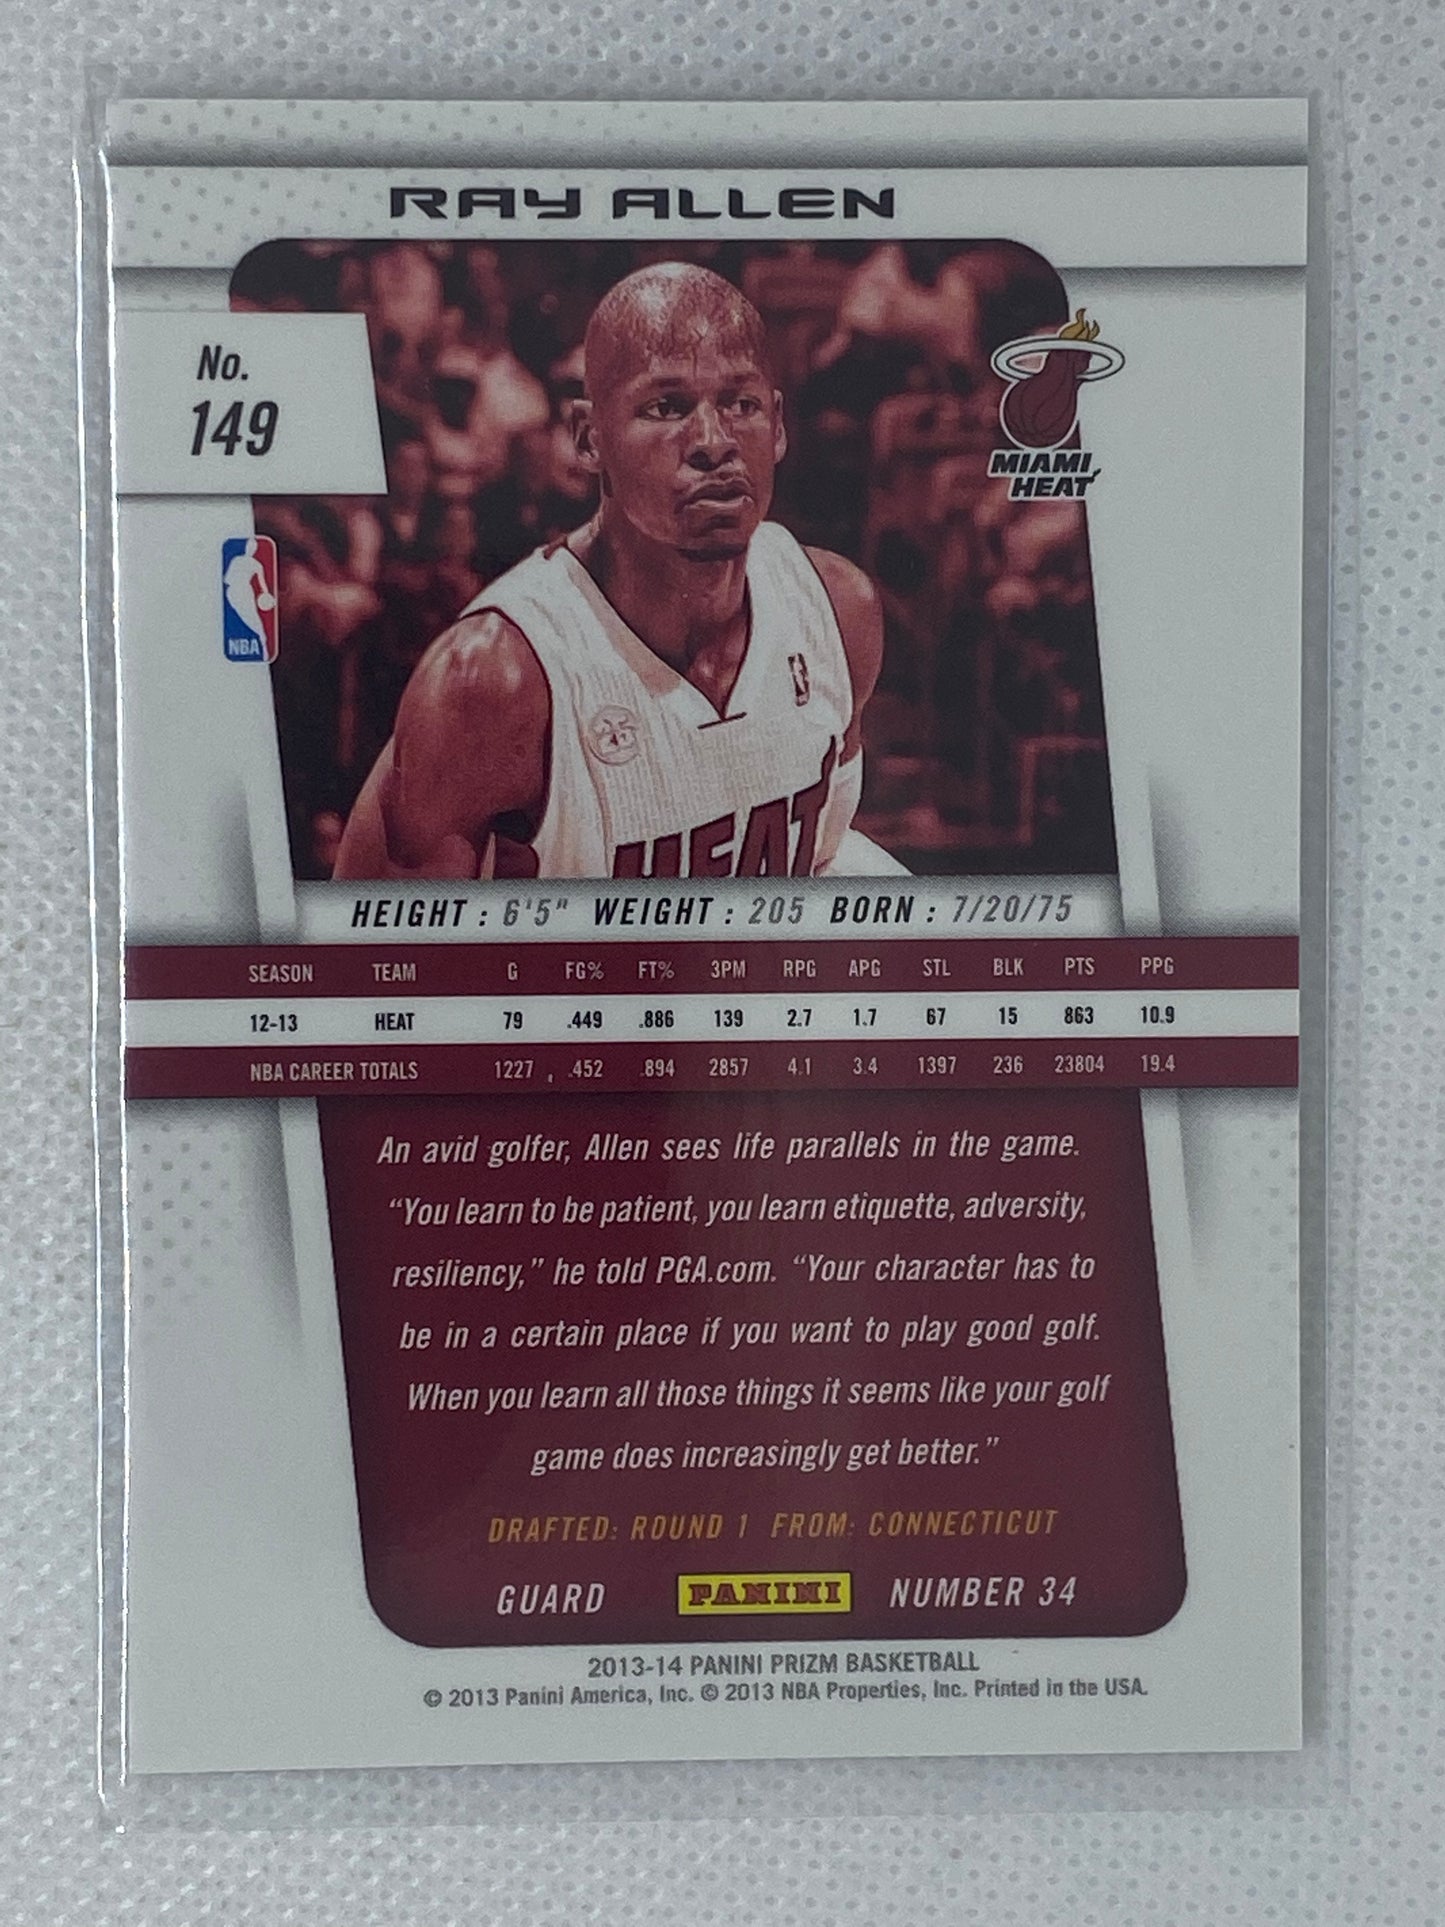 RAY ALLEN
No.
149
MIAMI
HEAT
NBA
HEAT
HEIGHT : 6'5" WEIGHT : 205 BORN : 7/20/75
SEASON TEAM G FG% FT% 3PM RPG APG STL BLK PTS PPG
12-13 HEAT 79 .449 .886 139 2.7 1.7 67 15 863 10.9
NBA CAREER TOTALS 1227 .452 .894 2857 4.1 3.4 1397 236 23804 19.4
An avid golfer, Allen sees life parallels in the game.
“You learn to be patient, you learn etiquette, adversity,
resiliency,” he told PGA.com. “Your character has to
be in a certain place if you want to play good golf.
When you learn all those things it seems like your golf
game does increasingly get better.”
DRAFTED: ROUND 1 FROM: CONNECTICUT
GUARD PANINI NUMBER 34
2013-14 PANINI PRIZM BASKETBALL
© 2013 Panini America, Inc. © 2013 NBA Properties, Inc. Printed in the USA.